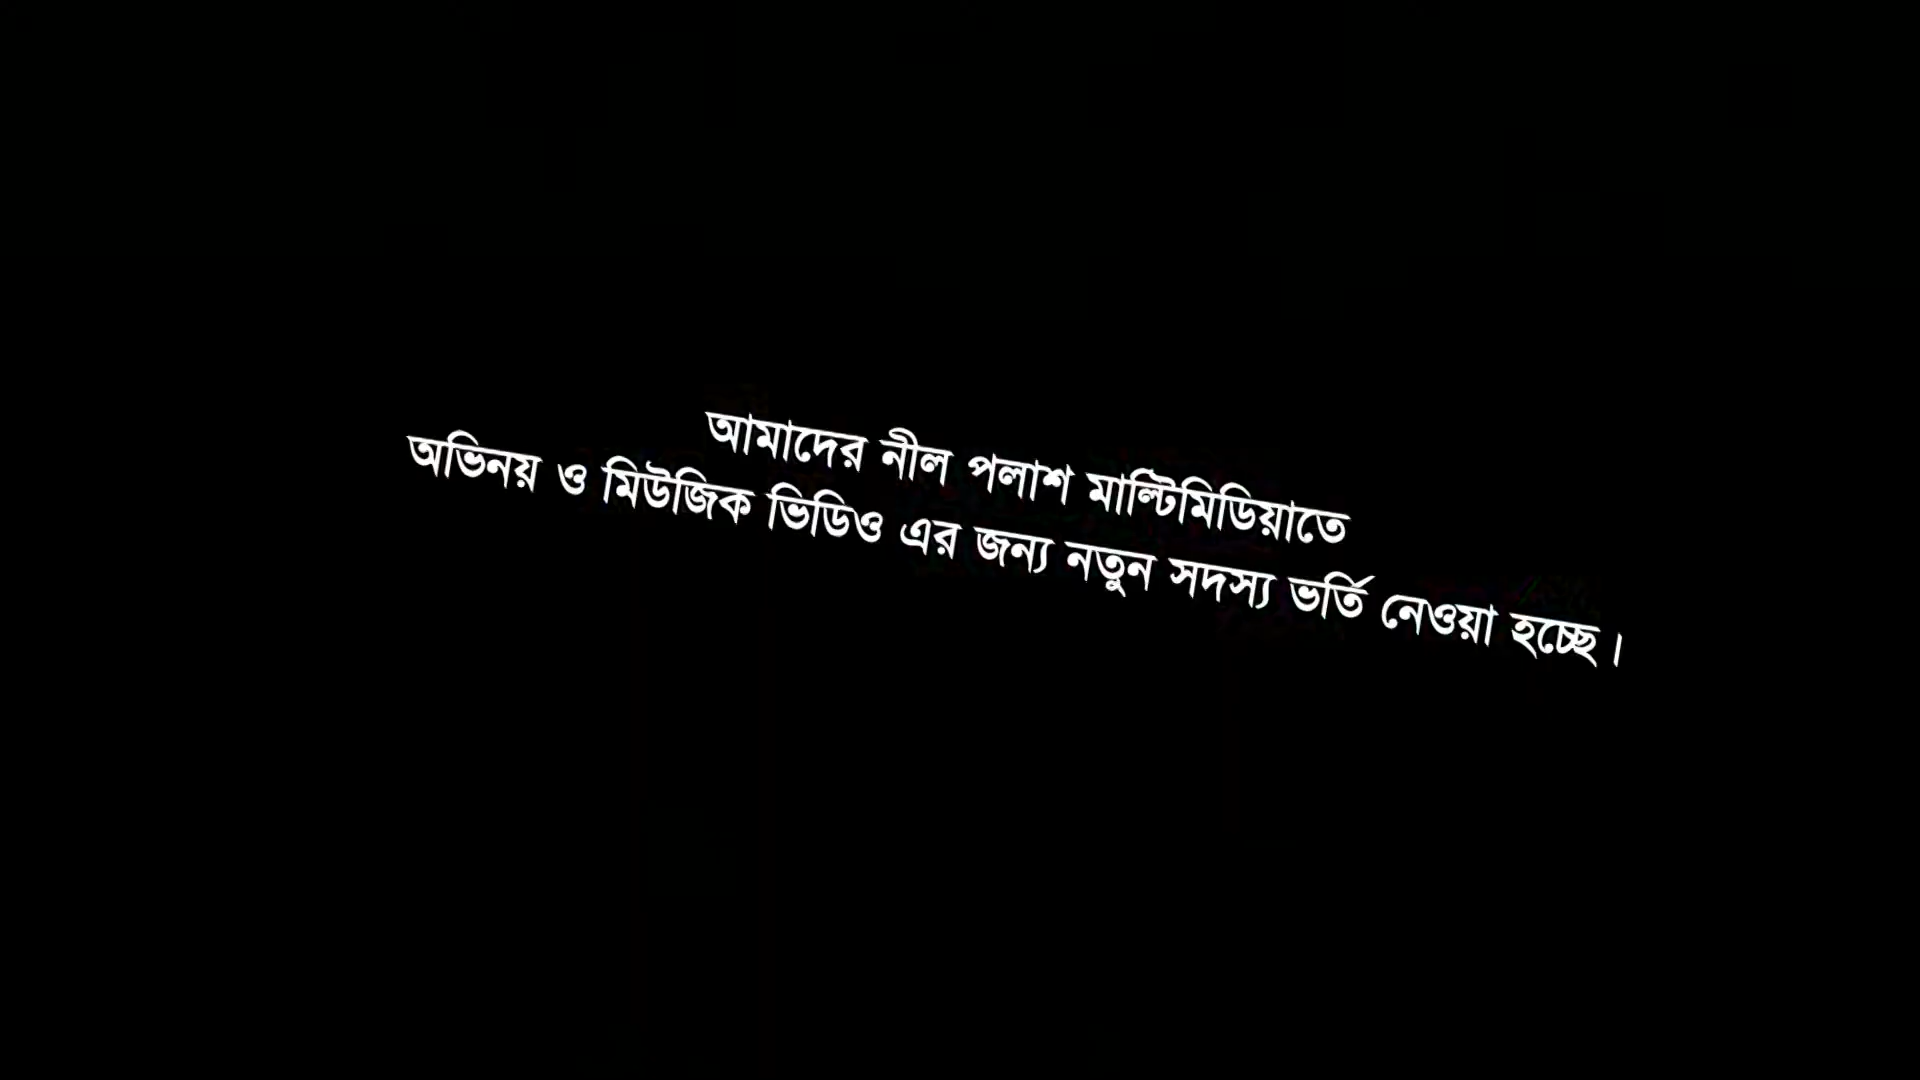 আমাদের নীল পলাশ মাল্টিমিডিয়াতে
অভিনয় ও মিউজিক ভিডিও এর জন্য নতুন সদস্য ভর্তি নেওয়া হচ্ছে।